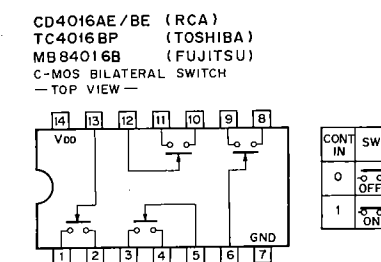 CD4016AE/BE (RCA)
TC4016BP (TOSHIBA)
MB84016B (FUJITSU)
C-MOS BILATERAL SWITCH
— TOP VIEW —
14 13 12 11 10 9 8
VDD
GND
1 2 3 4 5 6 7
CONT IN SW
0 OFF
1 ON